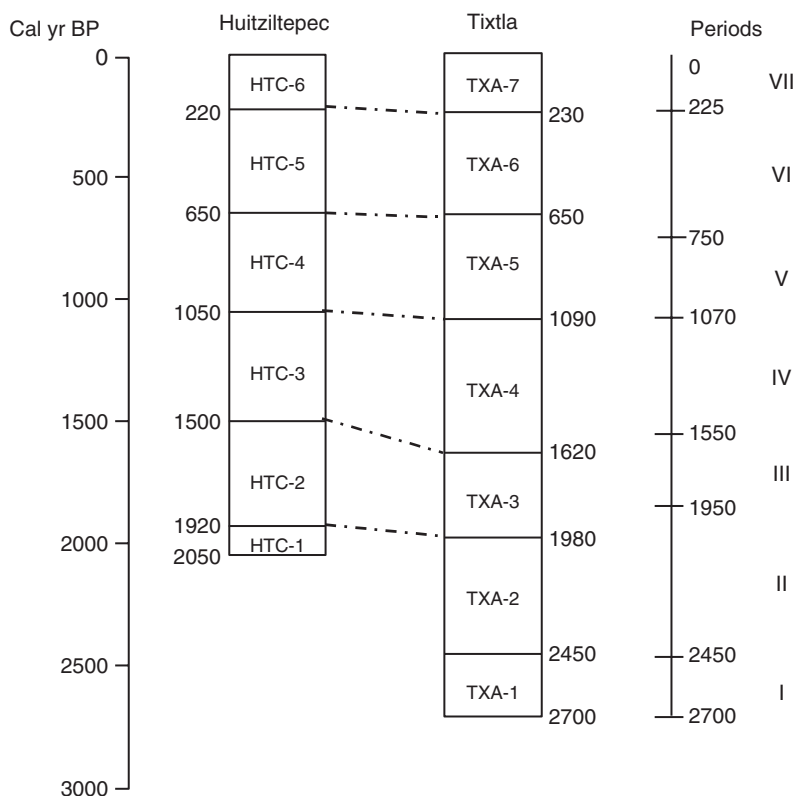 Cal yr BP
Huitziltepec
Tixtla
Periods
0
0
HTC-6
TXA-7
VII
220
230
225
500
HTC-5
TXA-6
VI
650
650
750
HTC-4
TXA-5
V
1000
1050
1090
1070
HTC-3
TXA-4
IV
1500
1500
1620
1550
HTC-2
TXA-3
III
1920
1980
1950
2000
HTC-1
2050
TXA-2
II
2450
2450
2500
TXA-1
I
2700
2700
3000